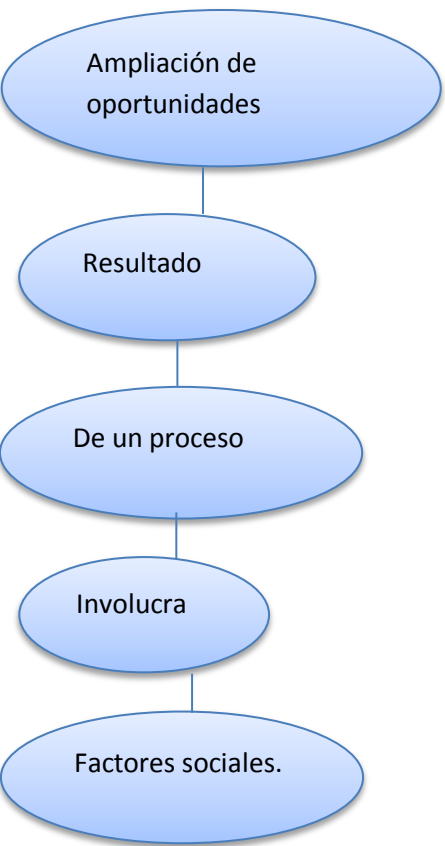 Ampliación de
oportunidades
Resultado
De un proceso
Involucra
Factores sociales.